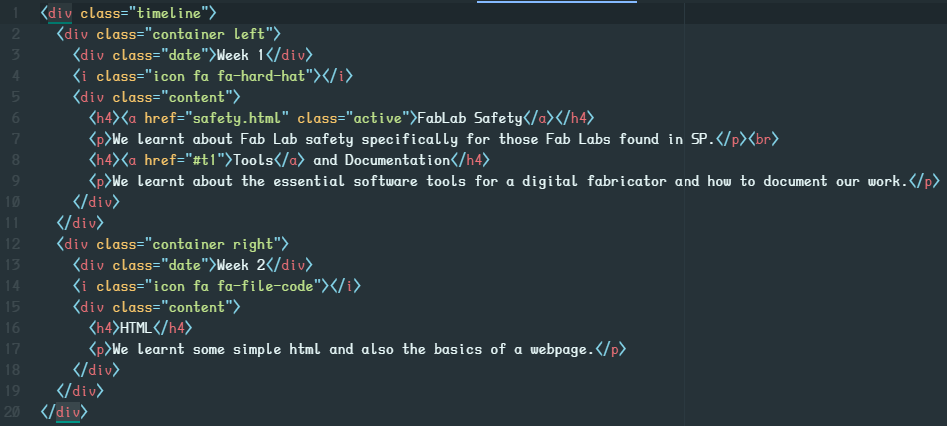 1 <div class="timeline">
2 <div class="container left">
3 <div class="date">Week 1</div>
4 <i class="icon fa fa-hard-hat"></i>
5 <div class="content">
6 <h4><a href="safety.html" class="active">FabLab Safety</a></h4>
7 <p>We learnt about Fab Lab safety specifically for those Fab Labs found in SP.</p><br>
8 <h4><a href="#t1">Tools</a> and Documentation</h4>
9 <p>We learnt about the essential software tools for a digital fabricator and how to document our work.</p>
10 </div>
11 </div>
12 <div class="container right">
13 <div class="date">Week 2</div>
14 <i class="icon fa fa-file-code"></i>
15 <div class="content">
16 <h4>HTML</h4>
17 <p>We learnt some simple html and also the basics of a webpage.</p>
18 </div>
19 </div>
20 </div>